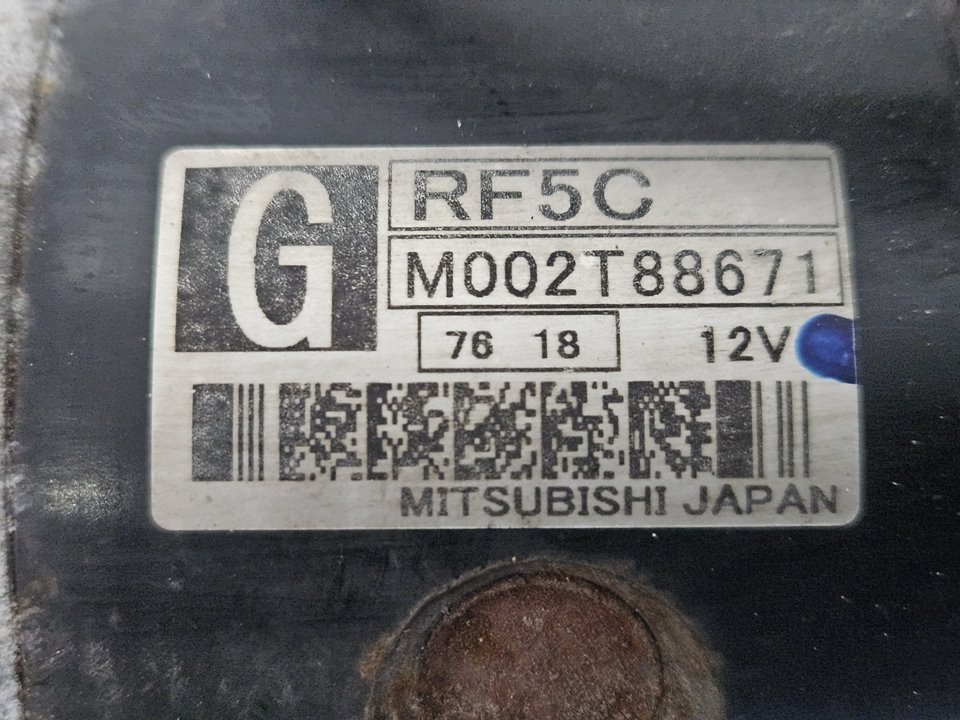 G
RF5C
M002T88671
76 18
12V
MITSUBISHI JAPAN